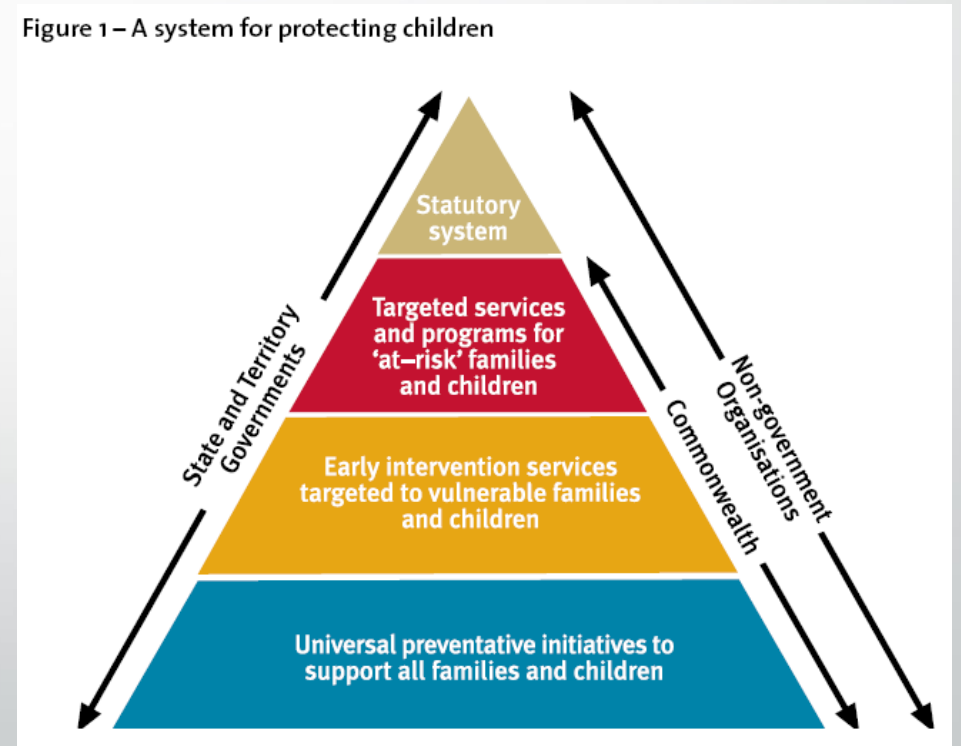 Figure 1 – A system for protecting children
Statutory
system
Targeted services
and programs for
‘at–risk’ families
and children
Early intervention services
targeted to vulnerable families
and children
Universal preventative initiatives to
support all families and children
State and Territory
Governments
Commonwealth
Non-government
Organisations